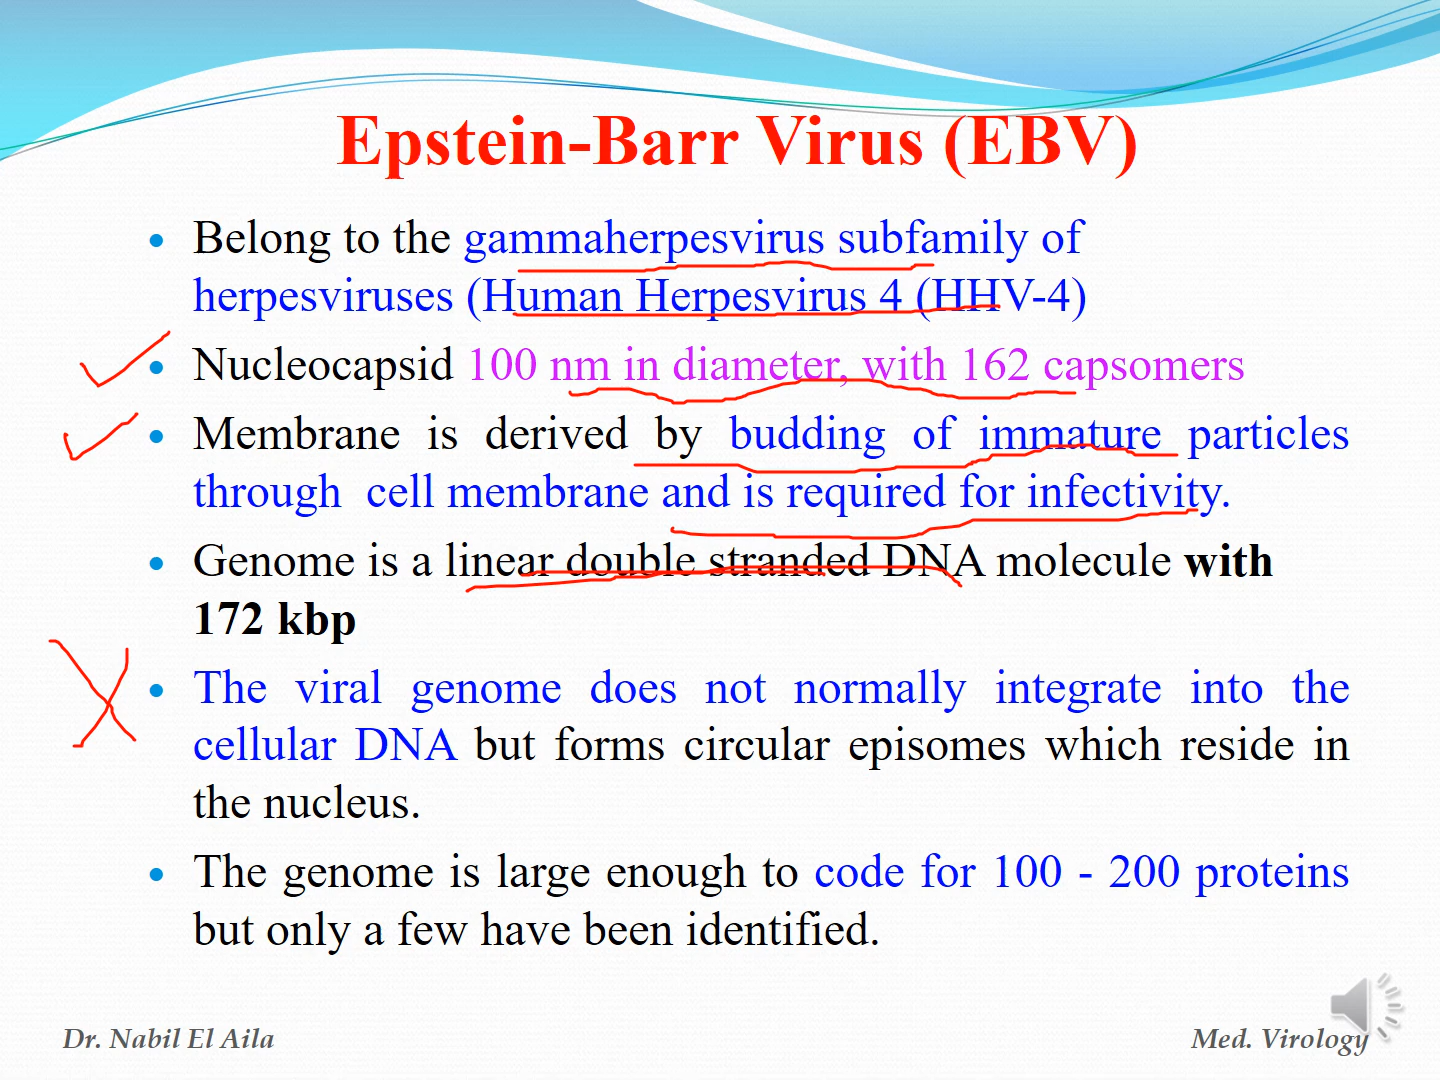 Epstein-Barr Virus (EBV)
• Belong to the gammaherpesvirus subfamily of
herpesviruses (Human Herpesvirus 4 (HHV-4)
• Nucleocapsid 100 nm in diameter, with 162 capsomers
• Membrane is derived by budding of immature particles
through cell membrane and is required for infectivity.
• Genome is a linear double stranded DNA molecule with
172 kbp
• The viral genome does not normally integrate into the
cellular DNA but forms circular episomes which reside in
the nucleus.
• The genome is large enough to code for 100 - 200 proteins
but only a few have been identified.
Dr. Nabil El Aila
Med. Virology